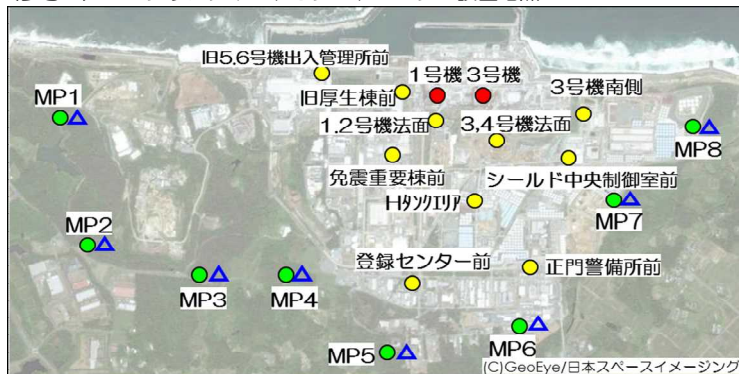 旧5.6号機出入管理所前
1号機 3号機
MP1
旧厚生棟前
3号機南側
1.2号機法面
3,4号機法面
MP8
免震重要棟前
シールド中央制御室前
Hタンクエリア
MP7
MP2
登録センター前
正門警備所前
MP3
MP4
MP6
MP5
(C)GeoEye/日本スペースイメージング